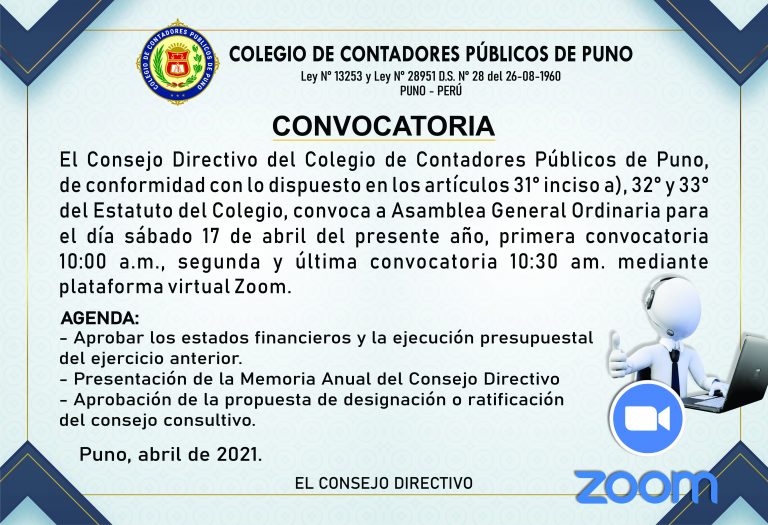 COLEGIO DE CONTADORES PÚBLICOS DE PUNO
COLEGIO DE CONTADORES PÚBLICOS DE PUNO
Ley N° 13253 y Ley N° 28951 D.S. N° 28 del 26-08-1960
PUNO - PERÚ
CONVOCATORIA
El Consejo Directivo del Colegio de Contadores Públicos de Puno,
de conformidad con lo dispuesto en los artículos 31° inciso a), 32° y 33°
del Estatuto del Colegio, convoca a Asamblea General Ordinaria para
el día sábado 17 de abril del presente año, primera convocatoria
10:00 a.m., segunda y última convocatoria 10:30 am. mediante
plataforma virtual Zoom.
AGENDA:
- Aprobar los estados financieros y la ejecución presupuestal
del ejercicio anterior.
- Presentación de la Memoria Anual del Consejo Directivo
- Aprobación de la propuesta de designación o ratificación
del consejo consultivo.
Puno, abril de 2021.
EL CONSEJO DIRECTIVO
zoom